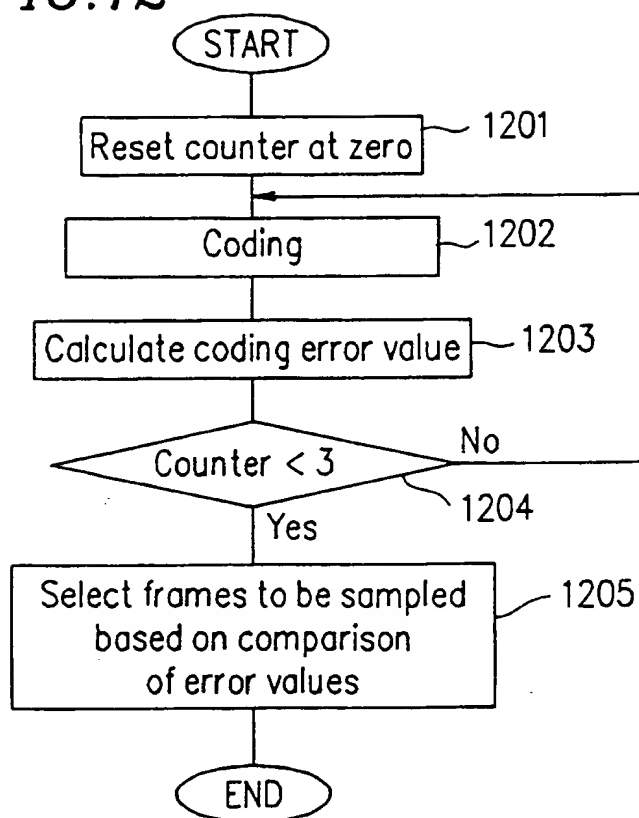 START
Reset counter at zero
1201
Coding
1202
Calculate coding error value
1203
Counter < 3
No
1204
Yes
Select frames to be sampled
based on comparison
of error values
1205
END